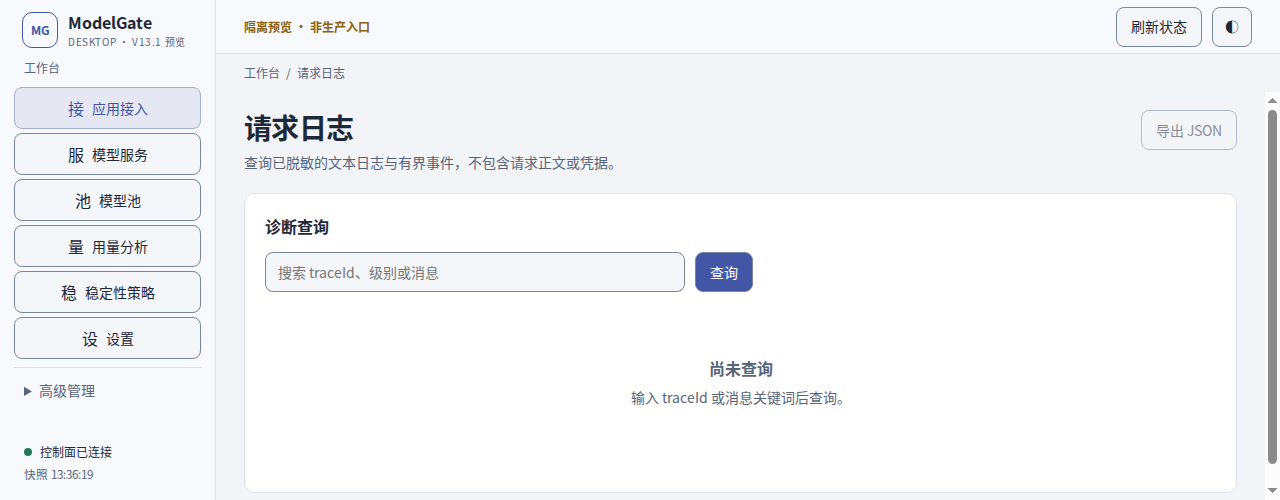 MG
ModelGate
DESKTOP · V13.1 预览
工作台
接 应用接入
服 模型服务
池 模型池
量 用量分析
稳 稳定性策略
设 设置
高级管理
控制面已连接
快照 13:36:19
隔离预览 · 非生产入口
刷新状态
工作台 / 请求日志
请求日志
导出 JSON
查询已脱敏的文本日志与有界事件，不包含请求正文或凭据。
诊断查询
搜索 traceId、级别或消息
查询
尚未查询
输入 traceId 或消息关键词后查询。